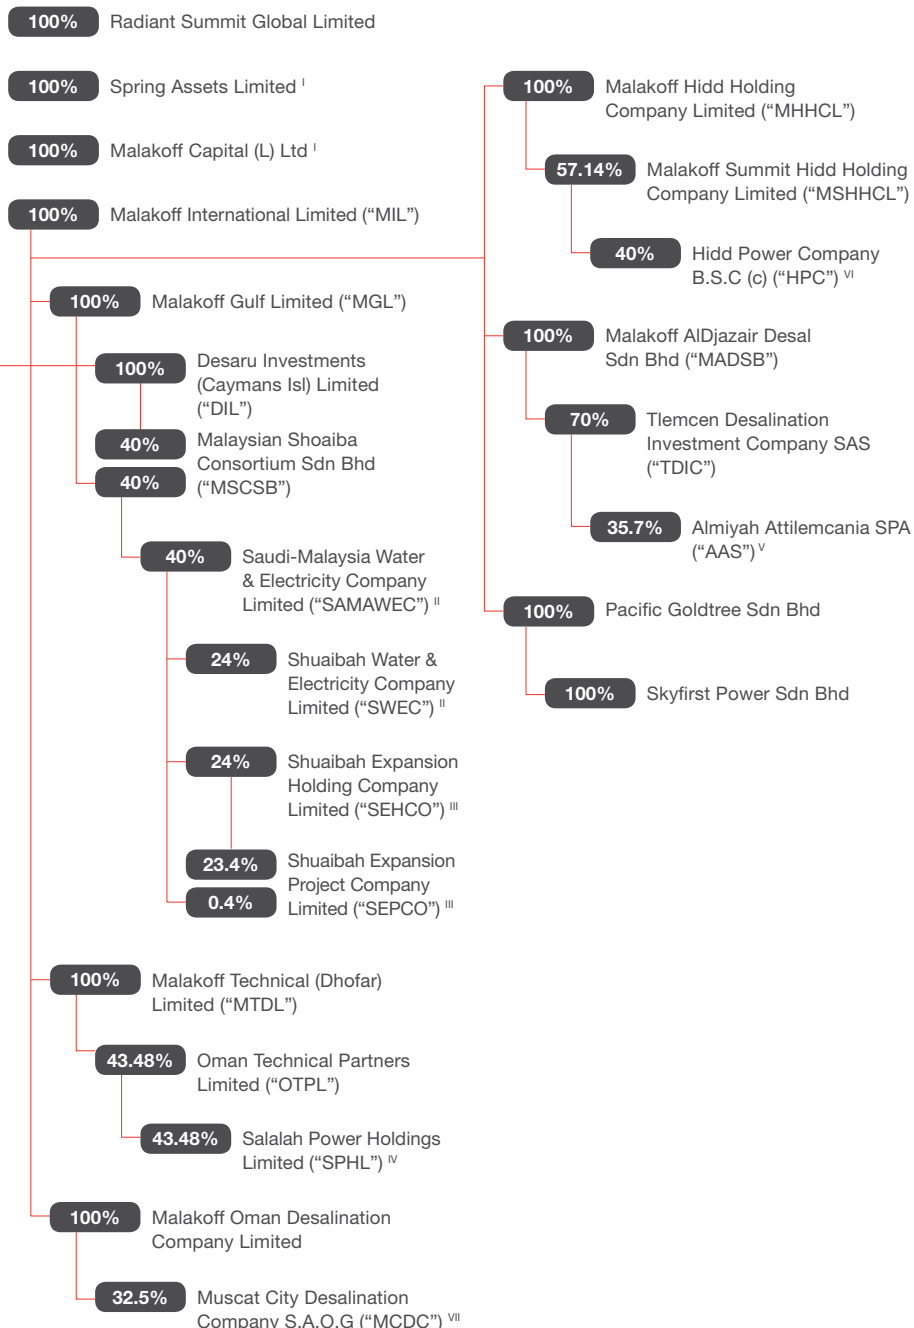 100% Radiant Summit Global Limited
100% Spring Assets Limited I
100% Malakoff Capital (L) Ltd I
100% Malakoff International Limited (“MIL”)
100% Malakoff Gulf Limited (“MGL”)
100% Desaru Investments
(Caymans Isl) Limited
(“DIL”)
40% Malaysian Shoaiba
Consortium Sdn Bhd
40% (“MSCSB”)
40% Saudi-Malaysia Water
& Electricity Company
Limited (“SAMAWEC”) II
24% Shuaibah Water &
Electricity Company
Limited (“SWEC”) II
24% Shuaibah Expansion
Holding Company
Limited (“SEHCO”) III
23.4% Shuaibah Expansion
Project Company
0.4% Limited (“SEPCO”) III
100% Malakoff Technical (Dhofar)
Limited (“MTDL”)
43.48% Oman Technical Partners
Limited (“OTPL”)
43.48% Salalah Power Holdings
Limited (“SPHL”) IV
100% Malakoff Oman Desalination
Company Limited
32.5% Muscat City Desalination
Company S.A.O.G (“MCDC”) VII
100% Malakoff Hidd Holding
Company Limited (“MHHCL”)
57.14% Malakoff Summit Hidd Holding
Company Limited (“MSHHCL”)
40% Hidd Power Company
B.S.C (c) (“HPC”) VI
100% Malakoff AlDjazair Desal
Sdn Bhd (“MADSB”)
70% Tlemcen Desalination
Investment Company SAS
(“TDIC”)
35.7% Almiyah Attilemcania SPA
(“AAS”) V
100% Pacific Goldtree Sdn Bhd
100% Skyfirst Power Sdn Bhd